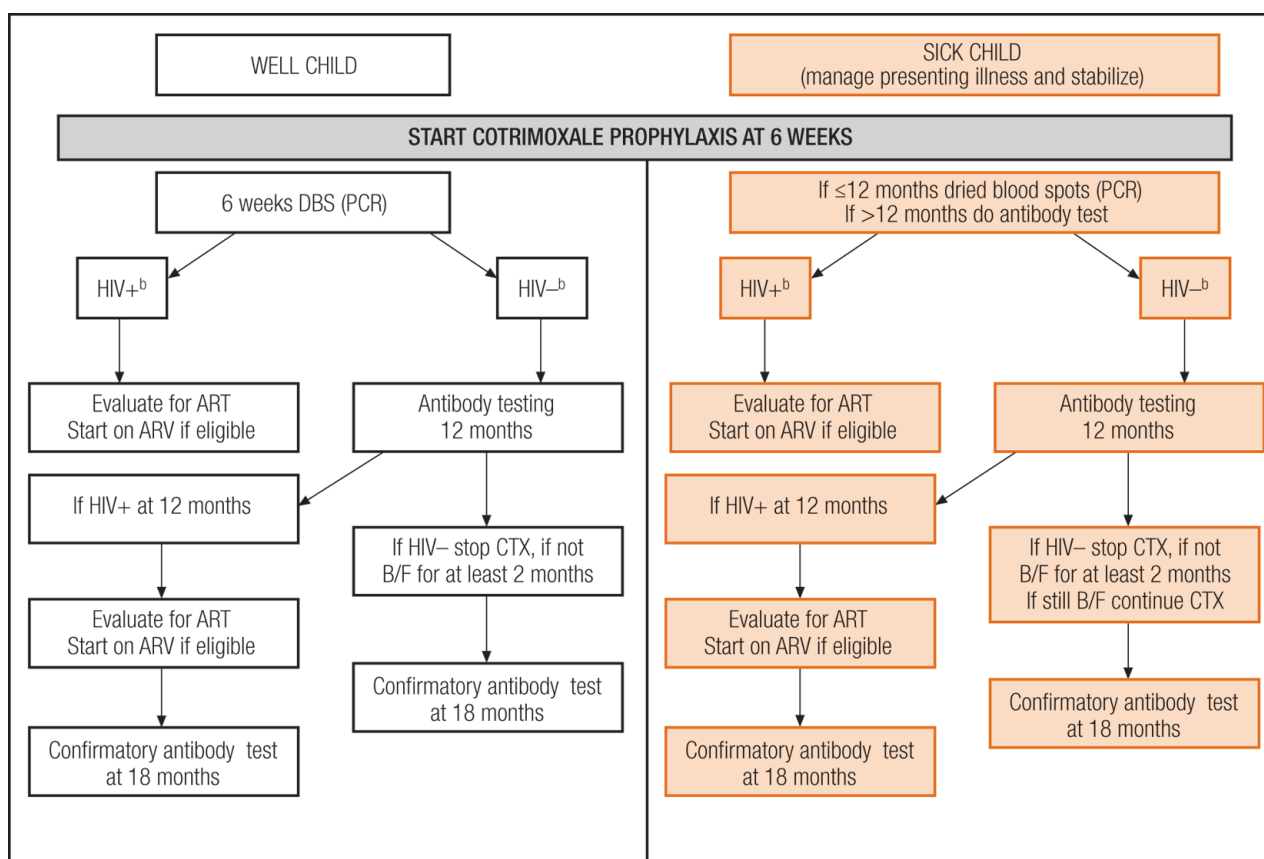 WELL CHILD
SICK CHILD
(manage presenting illness and stabilize)
START COTRIMOXALE PROPHYLAXIS AT 6 WEEKS
6 weeks DBS (PCR)
HIV+ᵇ
HIV–ᵇ
Evaluate for ART
Start on ARV if eligible
Antibody testing
12 months
If HIV+ at 12 months
If HIV– stop CTX, if not
B/F for at least 2 months
Evaluate for ART
Start on ARV if eligible
Confirmatory antibody test
at 18 months
Confirmatory antibody test
at 18 months
If ≤12 months dried blood spots (PCR)
If >12 months do antibody test
HIV+ᵇ
HIV–ᵇ
Evaluate for ART
Start on ARV if eligible
Antibody testing
12 months
If HIV+ at 12 months
If HIV– stop CTX, if not
B/F for at least 2 months
If still B/F continue CTX
Evaluate for ART
Start on ARV if eligible
Confirmatory antibody test
at 18 months
Confirmatory antibody test
at 18 months